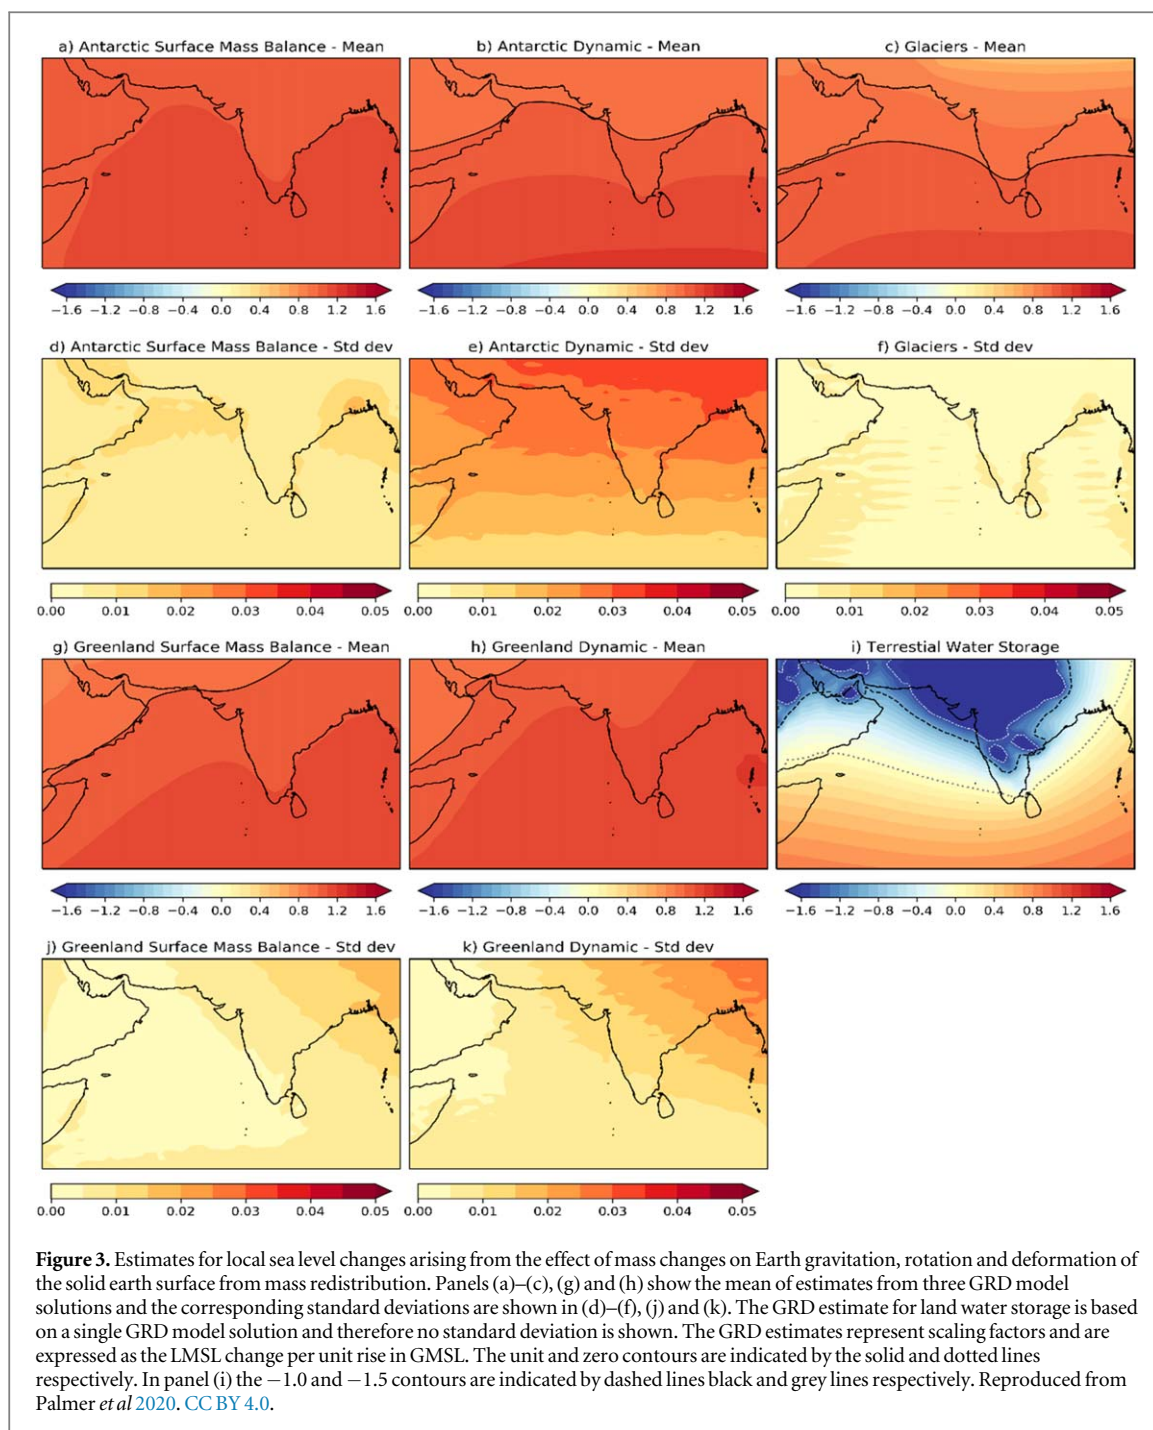 a) Antarctic Surface Mass Balance - Mean
b) Antarctic Dynamic - Mean
c) Glaciers - Mean
−1.6 −1.2 −0.8 −0.4 0.0 0.4 0.8 1.2 1.6
−1.6 −1.2 −0.8 −0.4 0.0 0.4 0.8 1.2 1.6
−1.6 −1.2 −0.8 −0.4 0.0 0.4 0.8 1.2 1.6
d) Antarctic Surface Mass Balance - Std dev
e) Antarctic Dynamic - Std dev
f) Glaciers - Std dev
0.00 0.01 0.02 0.03 0.04 0.05
0.00 0.01 0.02 0.03 0.04 0.05
0.00 0.01 0.02 0.03 0.04 0.05
g) Greenland Surface Mass Balance - Mean
h) Greenland Dynamic - Mean
i) Terrestial Water Storage
−1.6 −1.2 −0.8 −0.4 0.0 0.4 0.8 1.2 1.6
−1.6 −1.2 −0.8 −0.4 0.0 0.4 0.8 1.2 1.6
−1.6 −1.2 −0.8 −0.4 0.0 0.4 0.8 1.2 1.6
j) Greenland Surface Mass Balance - Std dev
k) Greenland Dynamic - Std dev
0.00 0.01 0.02 0.03 0.04 0.05
0.00 0.01 0.02 0.03 0.04 0.05
Figure 3. Estimates for local sea level changes arising from the effect of mass changes on Earth gravitation, rotation and deformation of
the solid earth surface from mass redistribution. Panels (a)–(c), (g) and (h) show the mean of estimates from three GRD model
solutions and the corresponding standard deviations are shown in (d)–(f), (j) and (k). The GRD estimate for land water storage is based
on a single GRD model solution and therefore no standard deviation is shown. The GRD estimates represent scaling factors and are
expressed as the LMSL change per unit rise in GMSL. The unit and zero contours are indicated by the solid and dotted lines
respectively. In panel (i) the −1.0 and −1.5 contours are indicated by dashed lines black and grey lines respectively. Reproduced from
Palmer et al 2020. CC BY 4.0.